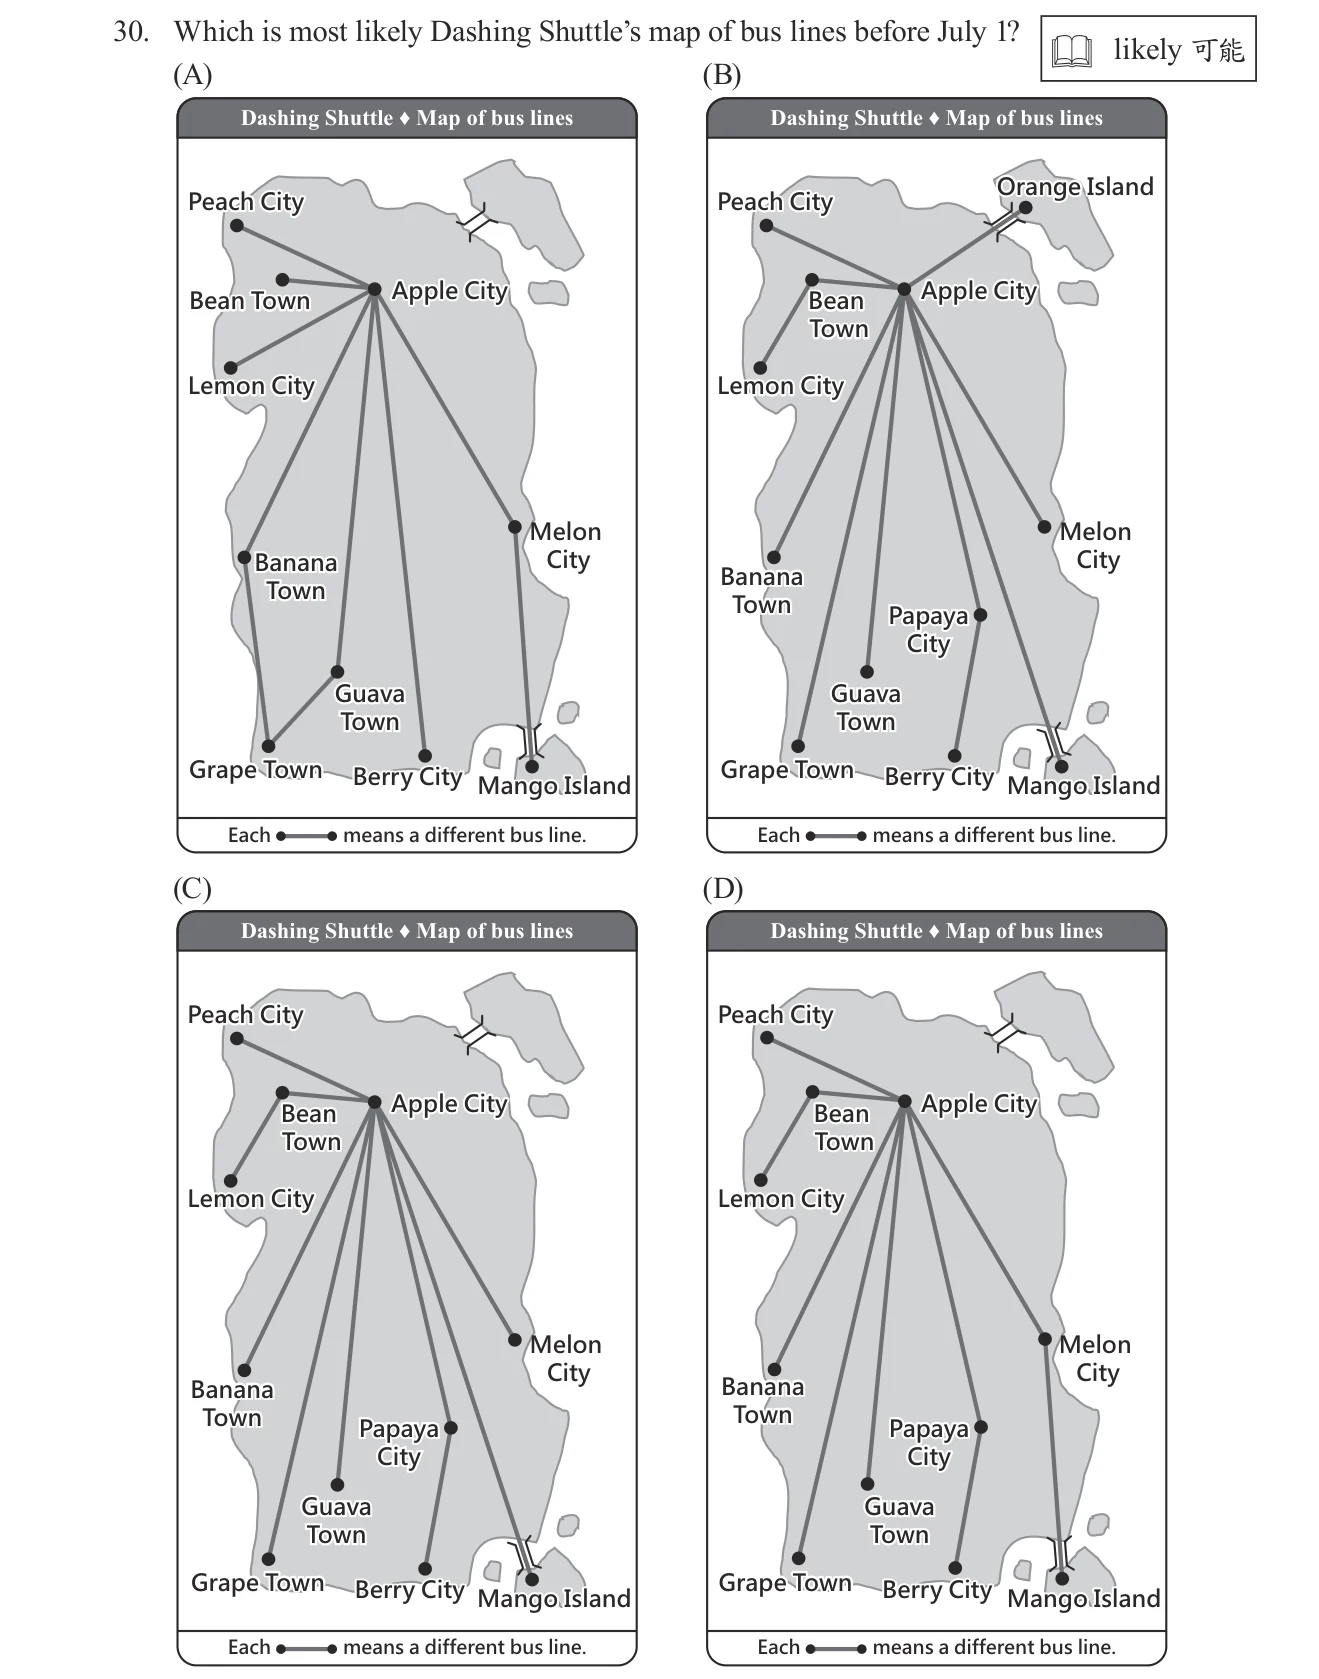 30. Which is most likely Dashing Shuttle’s map of bus lines before July 1?
likely 可能
(A)
Dashing Shuttle ♦ Map of bus lines
Peach City
Bean Town
Apple City
Lemon City
Melon
City
Banana
Town
Guava
Town
Grape Town
Berry City
Mango Island
Each means a different bus line.
(B)
Dashing Shuttle ♦ Map of bus lines
Orange Island
Peach City
Apple City
Bean
Town
Lemon City
Melon
City
Banana
Town
Papaya
City
Guava
Town
Grape Town
Berry City
Mango Island
Each means a different bus line.
(C)
Dashing Shuttle ♦ Map of bus lines
Peach City
Apple City
Bean
Town
Lemon City
Melon
City
Banana
Town
Papaya
City
Guava
Town
Grape Town
Berry City
Mango Island
Each means a different bus line.
(D)
Dashing Shuttle ♦ Map of bus lines
Peach City
Apple City
Bean
Town
Lemon City
Melon
City
Banana
Town
Papaya
City
Guava
Town
Grape Town
Berry City
Mango Island
Each means a different bus line.